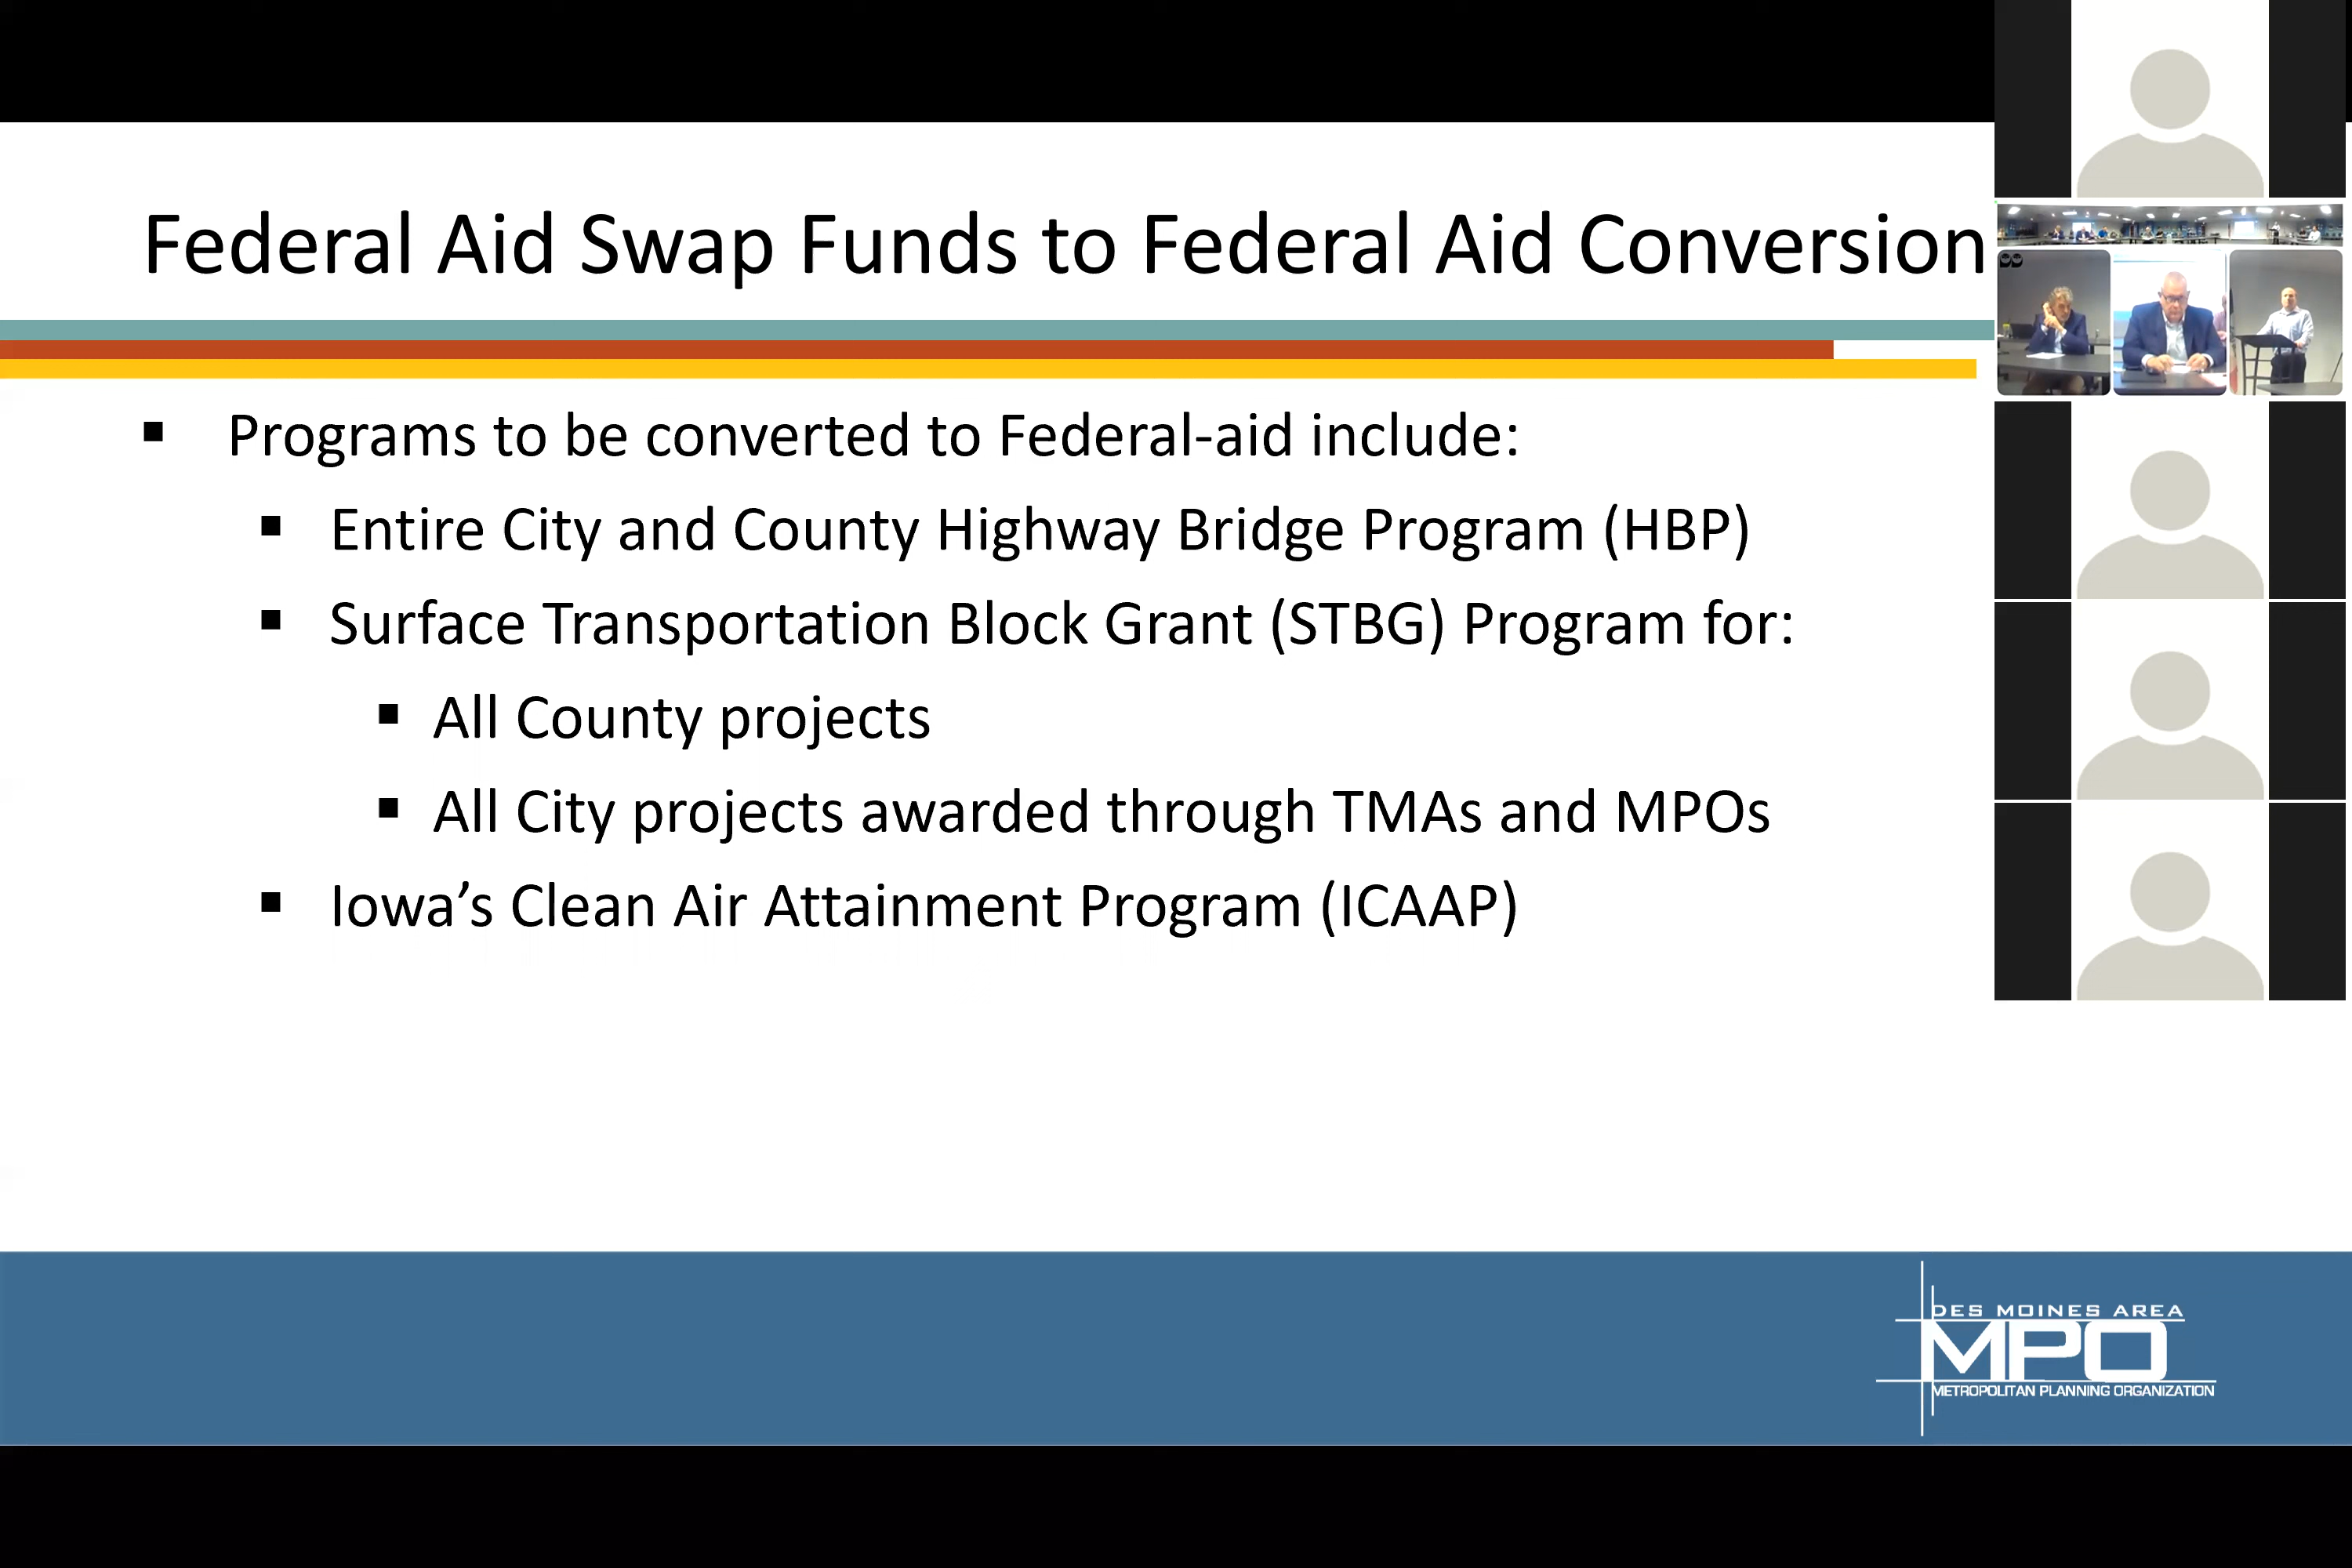 Federal Aid Swap Funds to Federal Aid Conversion
Programs to be converted to Federal-aid include:
Entire City and County Highway Bridge Program (HBP)
Surface Transportation Block Grant (STBG) Program for:
All County projects
All City projects awarded through TMAs and MPOs
Iowa’s Clean Air Attainment Program (ICAAP)
DES MOINES AREA
MPO
METROPOLITAN PLANNING ORGANIZATION